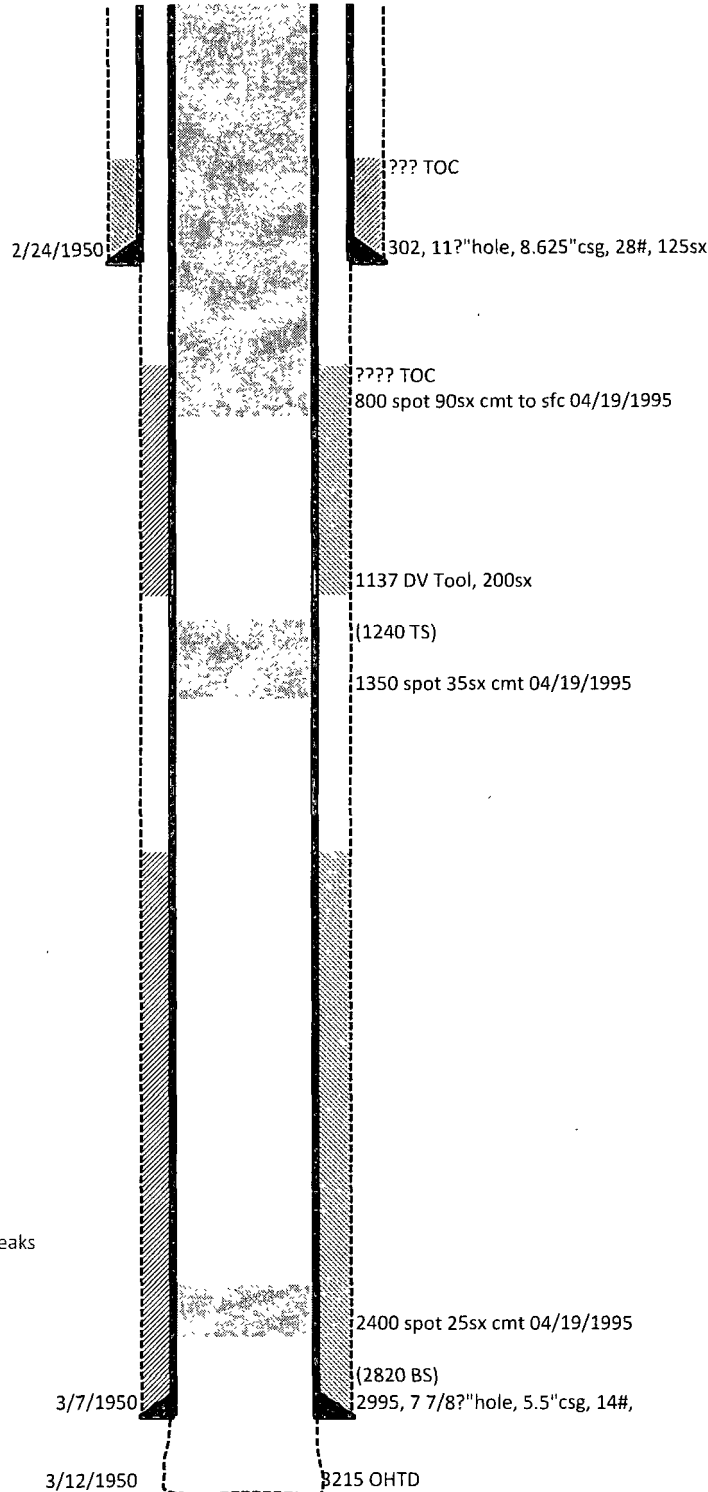 ??? TOC
2/24/1950
302, 11?"hole, 8.625"csg, 28#, 125sx
???? TOC
800 spot 90sx cmt to sfc 04/19/1995
1137 DV Tool, 200sx
(1240 TS)
1350 spot 35sx cmt 04/19/1995
eaks
2400 spot 25sx cmt 04/19/1995
(2820 BS)
3/7/1950
2995, 7 7/8?"hole, 5.5"csg, 14#,
3/12/1950
3215 OHTD